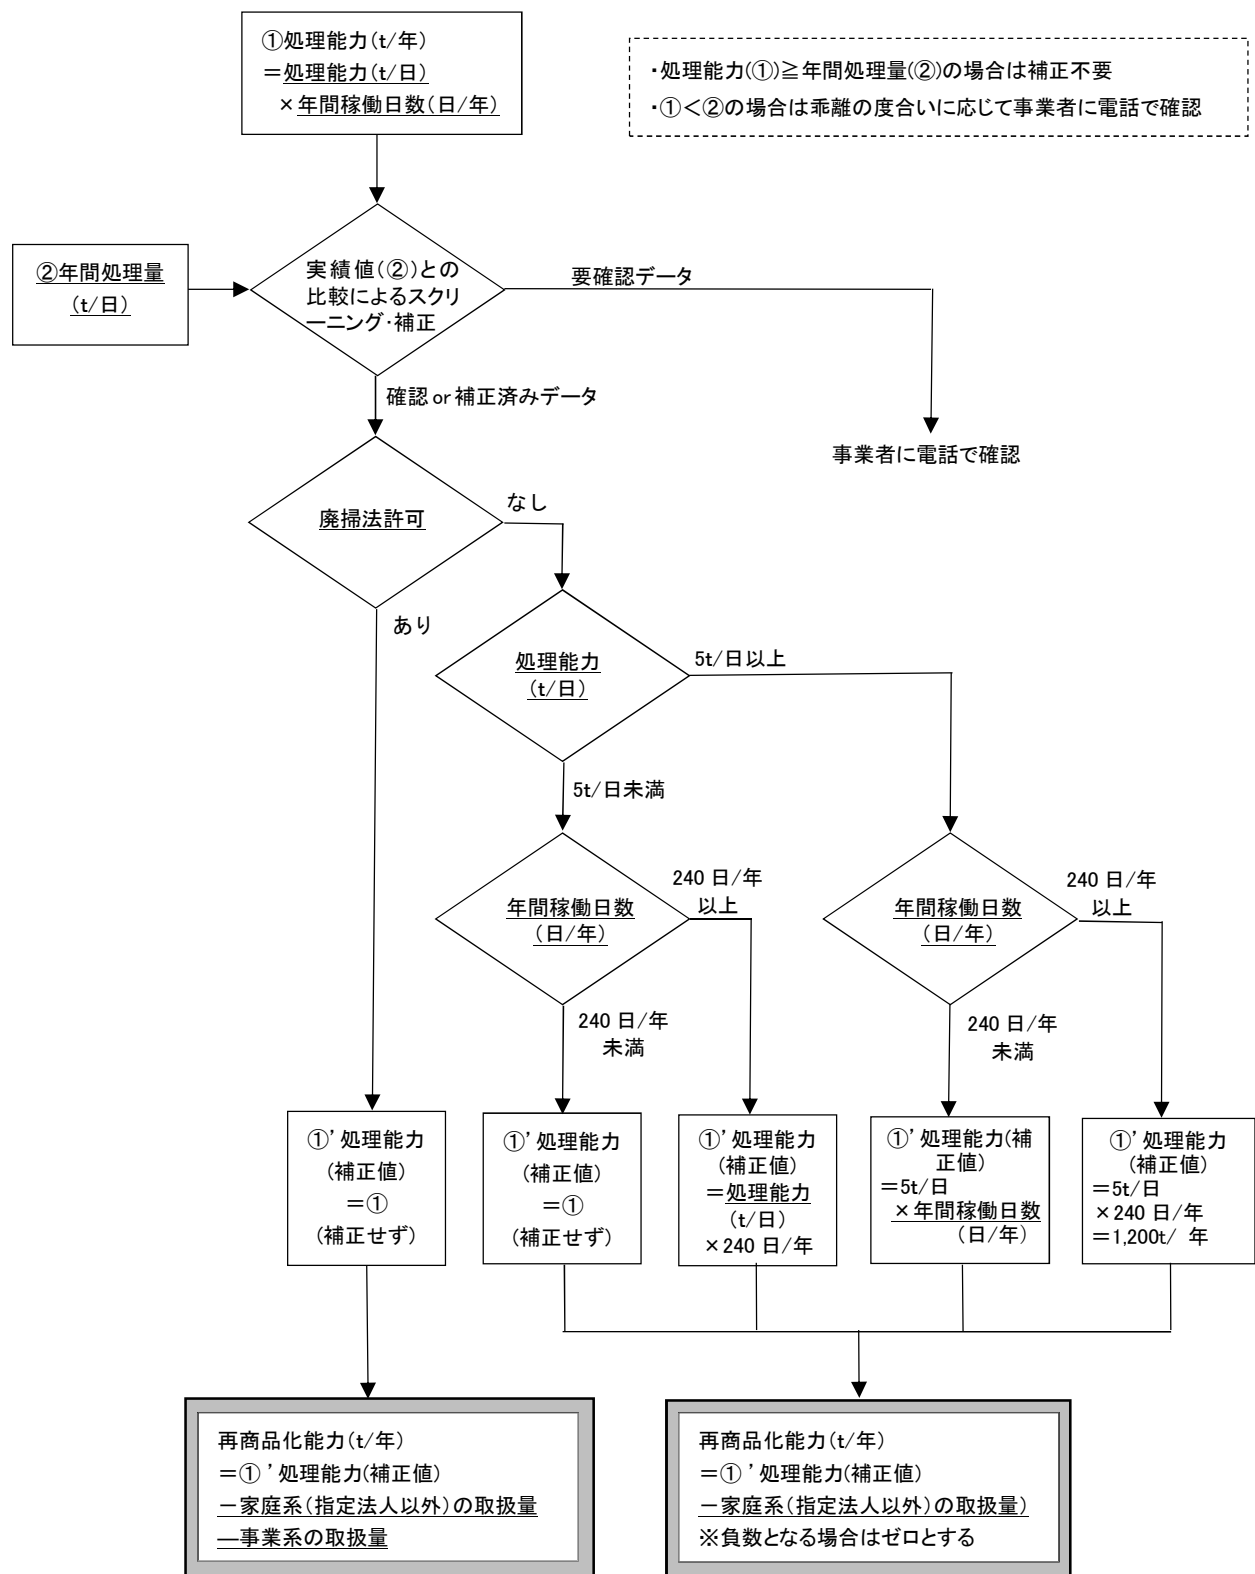 ①処理能力(t/年)
＝処理能力(t/日)
×年間稼働日数(日/年)
・処理能力(①)≧年間処理量(②)の場合は補正不要
・①＜②の場合は乖離の度合いに応じて事業者に電話で確認
②年間処理量
(t/日)
実績値(②)との
比較によるスクリ
ーニング・補正
要確認データ
確認 or 補正済みデータ
事業者に電話で確認
廃掃法許可
なし
あり
処理能力
(t/日)
5t/日以上
5t/日未満
年間稼働日数
(日/年)
240 日/年
以上
240 日/年
未満
年間稼働日数
(日/年)
240 日/年
以上
240 日/年
未満
①’処理能力
(補正値)
＝①
(補正せず)
①’処理能力
(補正値)
＝①
(補正せず)
①’処理能力
(補正値)
＝処理能力
(t/日)
×240 日/年
①’処理能力(補
正値)
＝5t/日
×年間稼働日数
(日/年)
①’処理能力
(補正値)
＝5t/日
×240 日/年
＝1,200t/ 年
再商品化能力(t/年)
＝①’処理能力(補正値)
－家庭系(指定法人以外)の取扱量
―事業系の取扱量
再商品化能力(t/年)
＝①’処理能力(補正値)
－家庭系(指定法人以外)の取扱量)
※負数となる場合はゼロとする